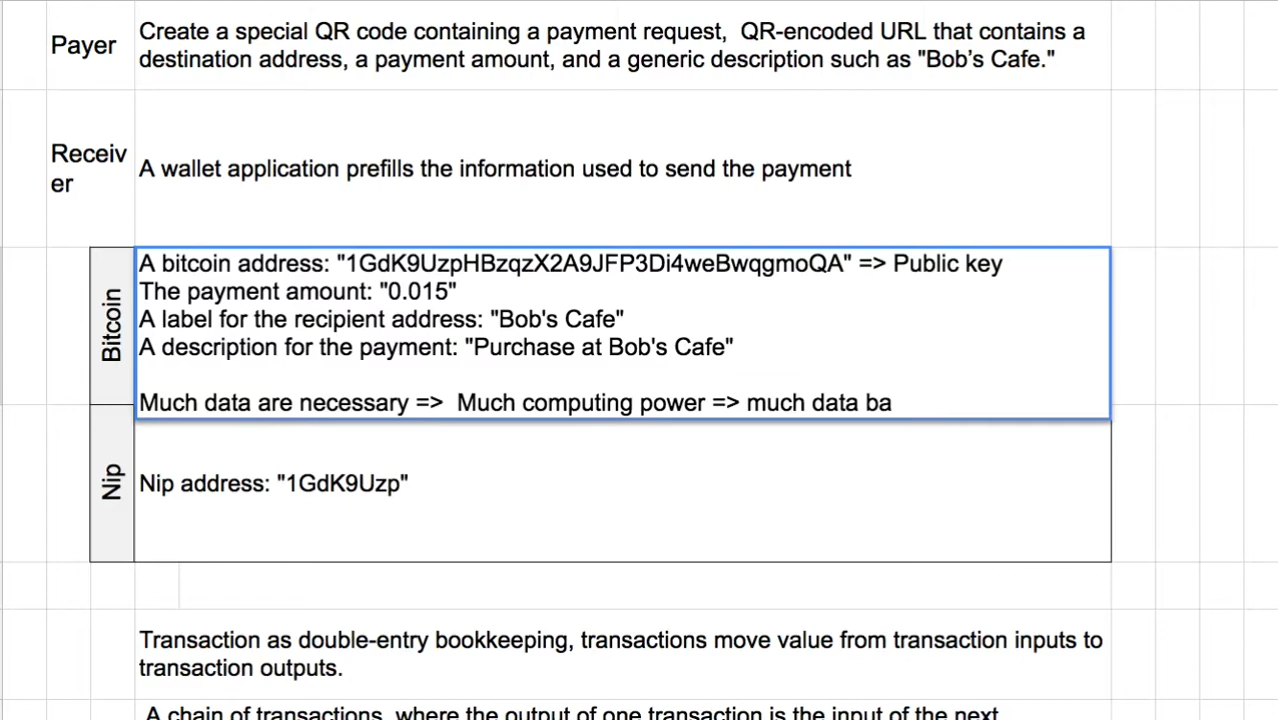 Payer
Create a special QR code containing a payment request,  QR-encoded URL that contains a
destination address, a payment amount, and a generic description such as "Bob’s Cafe."
Receiv
er
A wallet application prefills the information used to send the payment
Bitcoin
A bitcoin address: "1GdK9UzpHBzqzX2A9JFP3Di4weBwqgmoQA" => Public key
The payment amount: "0.015"
A label for the recipient address: "Bob's Cafe"
A description for the payment: "Purchase at Bob's Cafe"
Much data are necessary =>  Much computing power => much data ba
Nip
Nip address: "1GdK9Uzp"
Transaction as double-entry bookkeeping, transactions move value from transaction inputs to
transaction outputs.
A chain of transactions, where the output of one transaction is the input of the next